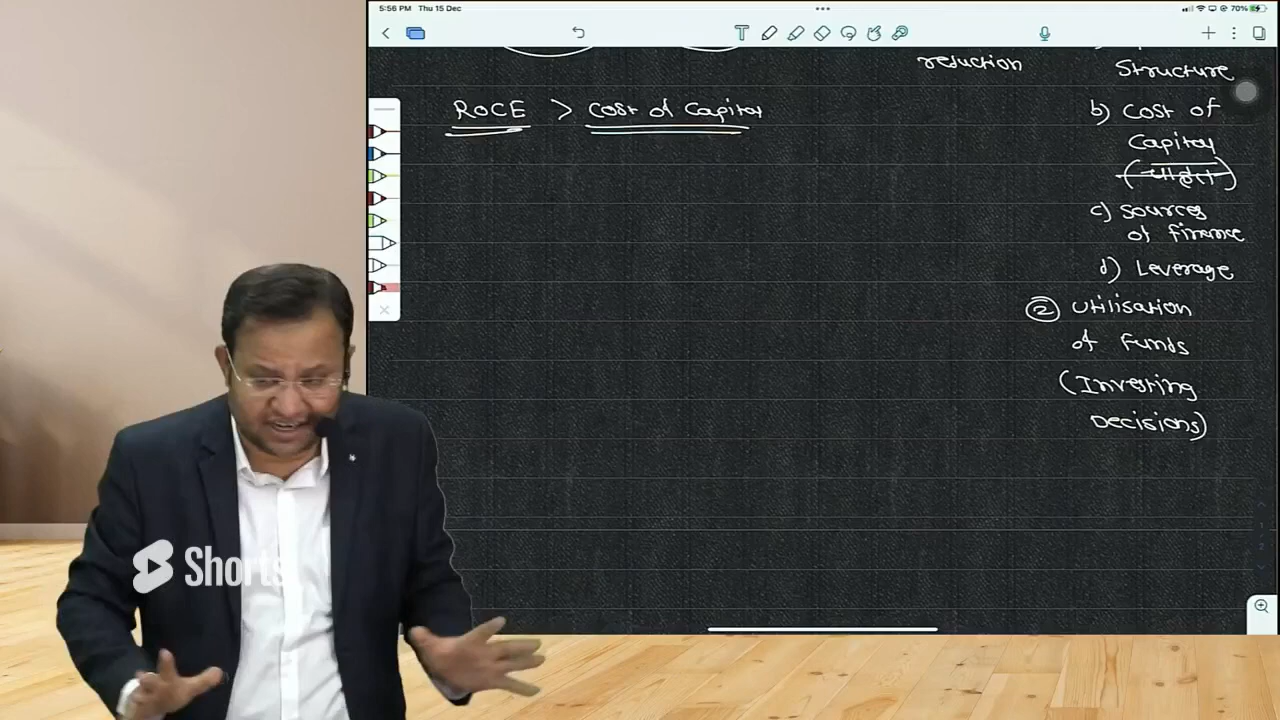 5:56 PM Thu 15 Dec
70%
reduction
Structure
ROCE > Cost of Capital
b) Cost of
Capital
c) Sources
of finance
d) Leverage
② Utilisation
of Funds
(Investing
Decisions)
Shorts